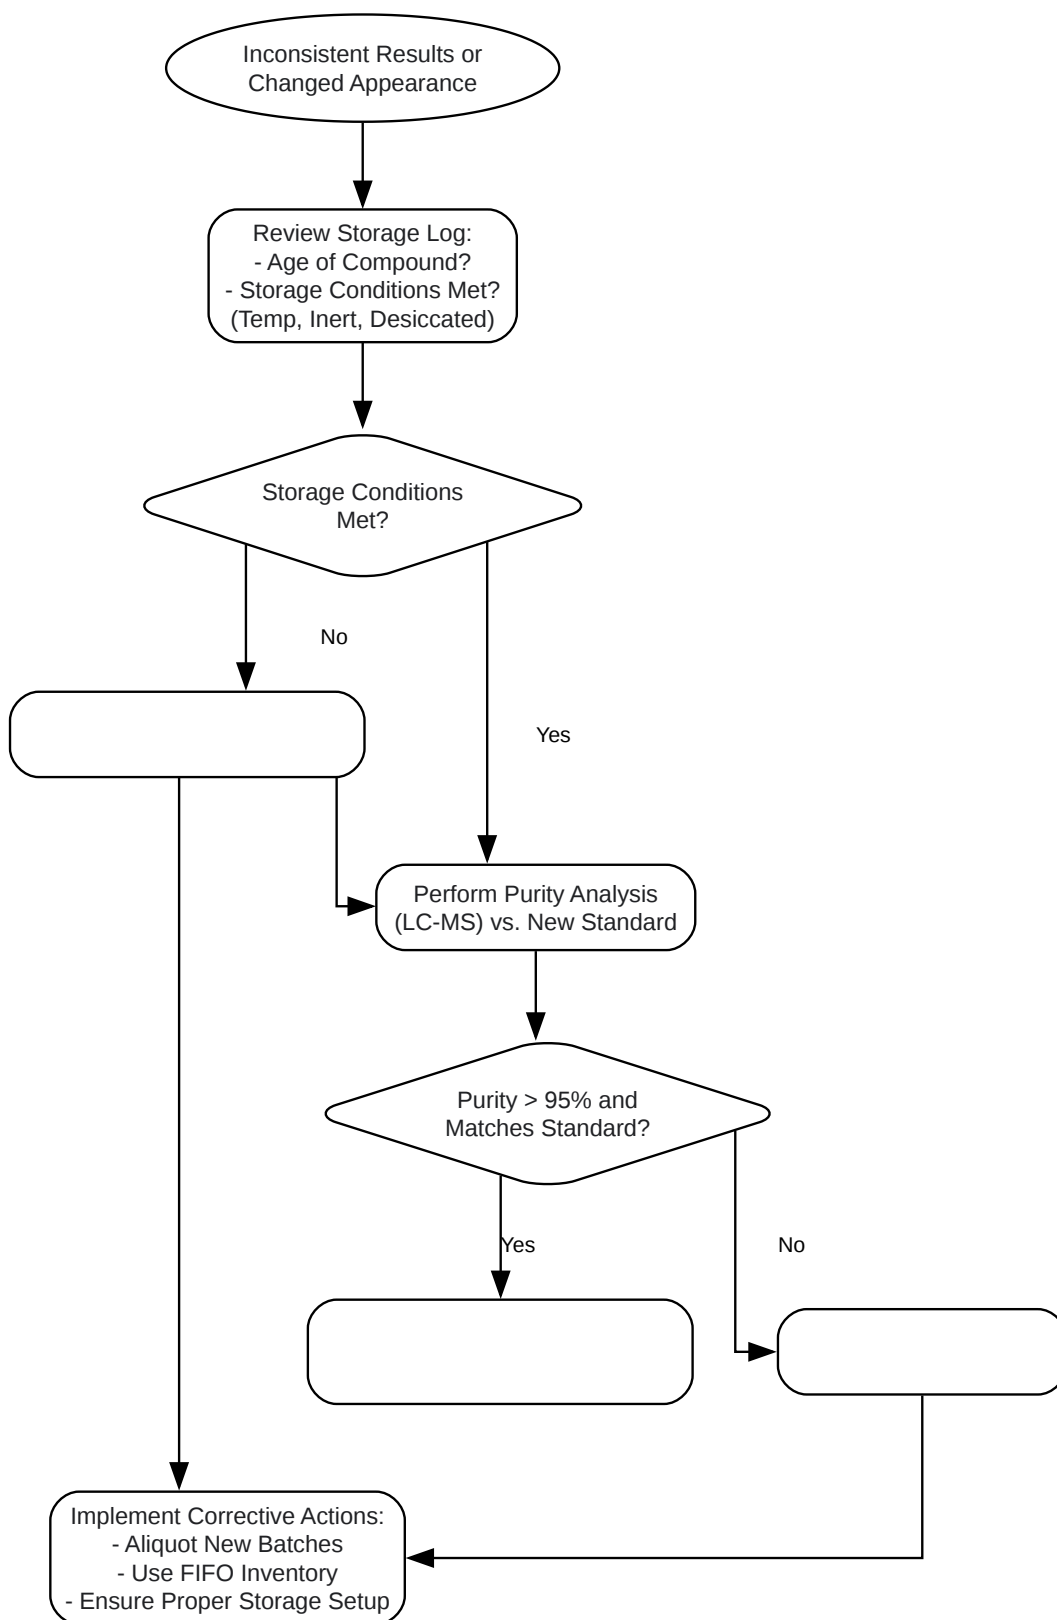 Inconsistent Results or
Changed Appearance
Review Storage Log:
- Age of Compound?
- Storage Conditions Met?
(Temp, Inert, Desiccated)
Storage Conditions
Met?
No
Yes
Perform Purity Analysis
(LC-MS) vs. New Standard
Purity > 95% and
Matches Standard?
Yes
No
Implement Corrective Actions:
- Aliquot New Batches
- Use FIFO Inventory
- Ensure Proper Storage Setup